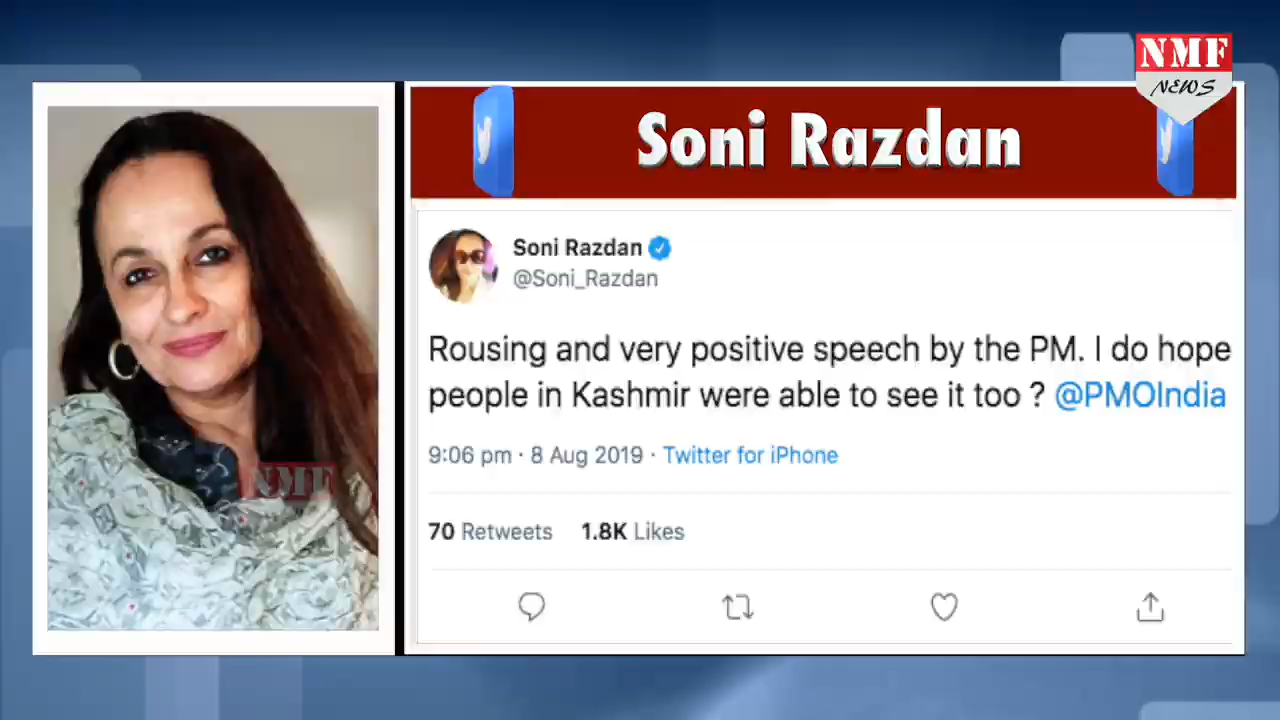 NMF
NEWS
Soni Razdan
Soni Razdan
@Soni_Razdan
Rousing and very positive speech by the PM. I do hope
people in Kashmir were able to see it too ? @PMOIndia
9:06 pm · 8 Aug 2019 · Twitter for iPhone
70 Retweets 1.8K Likes
NMF